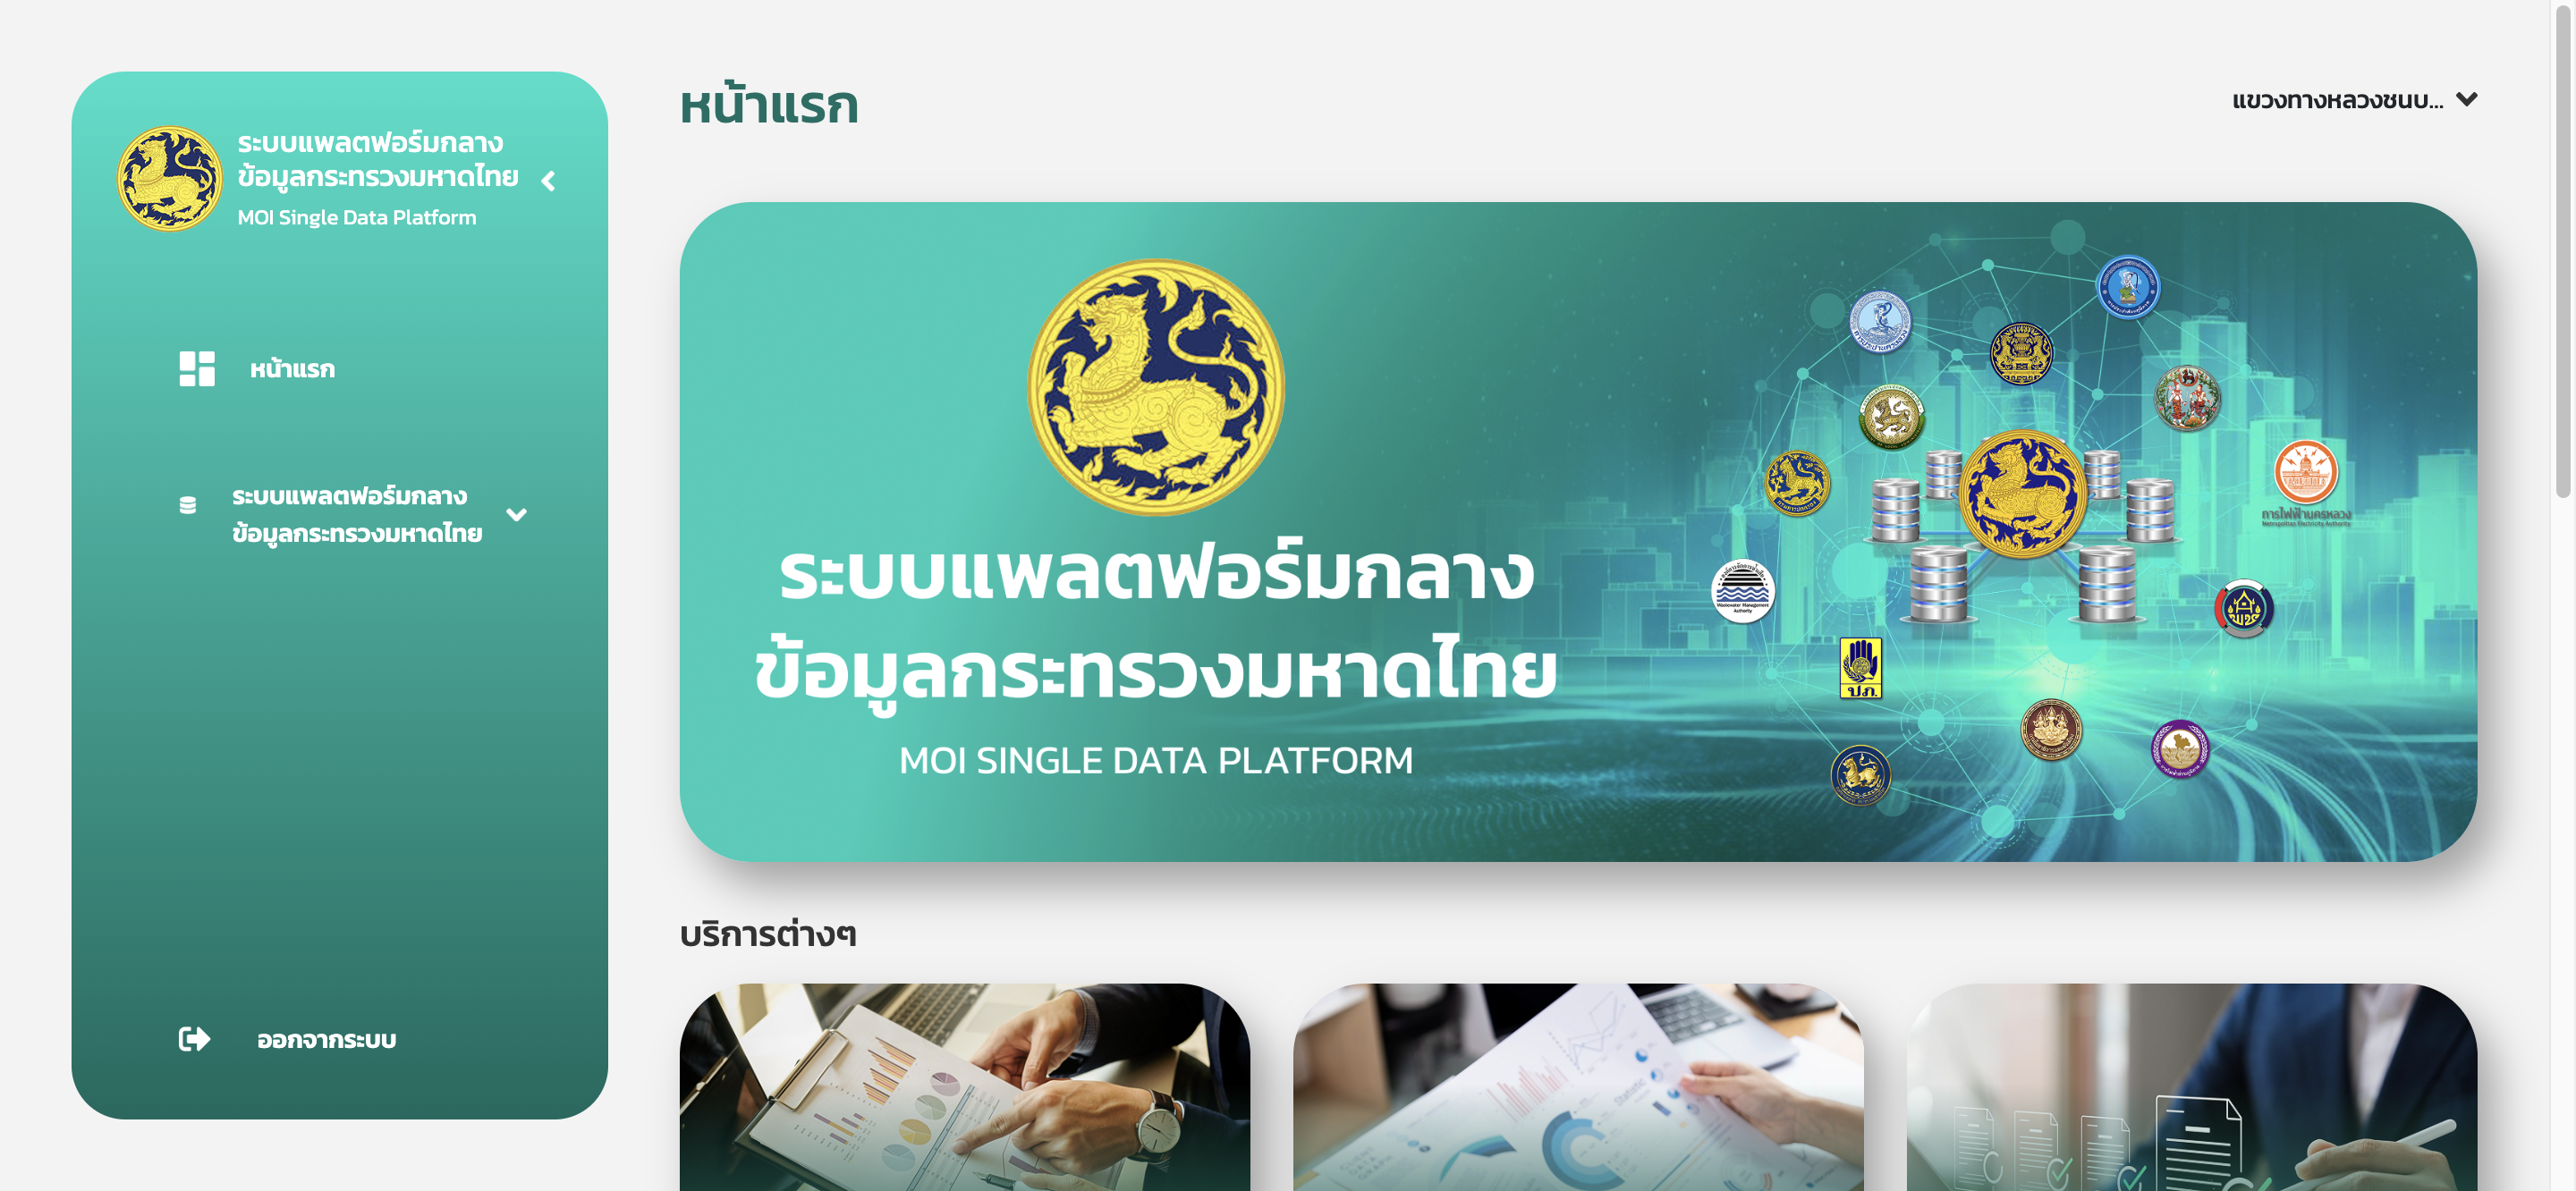 ระบบแพลตฟอร์มกลาง
ข้อมูลกระทรวงมหาดไทย
MOI Single Data Platform
หน้าแรก
ระบบแพลตฟอร์มกลาง
ข้อมูลกระทรวงมหาดไทย
ออกจากระบบ
หน้าแรก
แขวงทางหลวงชนบ...
ระบบแพลตฟอร์มกลาง
ข้อมูลกระทรวงมหาดไทย
MOI SINGLE DATA PLATFORM
การไฟฟ้านครหลวง
Metropolitan Electricity Authority
Wastewater Management
Authority
ปภ.
บริการต่างๆ